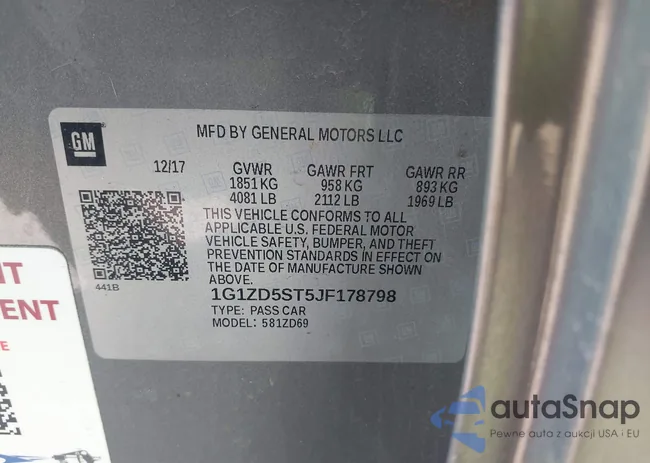 GM
MFD BY GENERAL MOTORS LLC
12/17 GVWR GAWR FRT GAWR RR
1851 KG 958 KG 893 KG
4081 LB 2112 LB 1969 LB
THIS VEHICLE CONFORMS TO ALL
APPLICABLE U.S. FEDERAL MOTOR
VEHICLE SAFETY, BUMPER, AND THEFT
PREVENTION STANDARDS IN EFFECT ON
THE DATE OF MANUFACTURE SHOWN
ABOVE.
441B
1G1ZD5ST5JF178798
TYPE: PASS CAR
MODEL: 581ZD69
autaSnap
Pewne auta z aukcji USA i EU